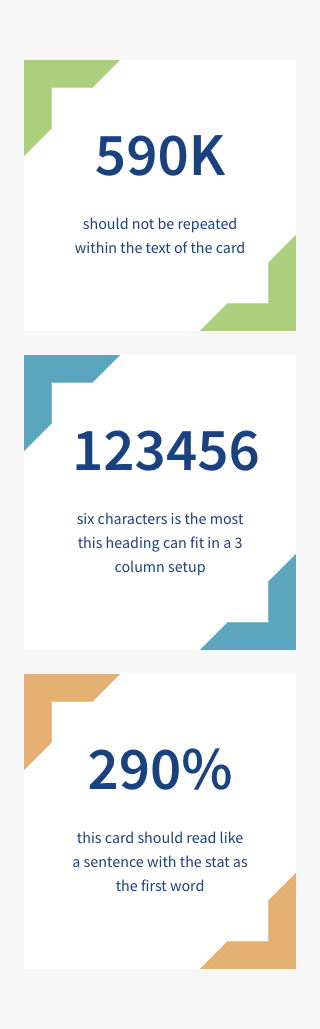 590K
should not be repeated
within the text of the card
123456
six characters is the most
this heading can fit in a 3
column setup
290%
this card should read like
a sentence with the stat as
the first word